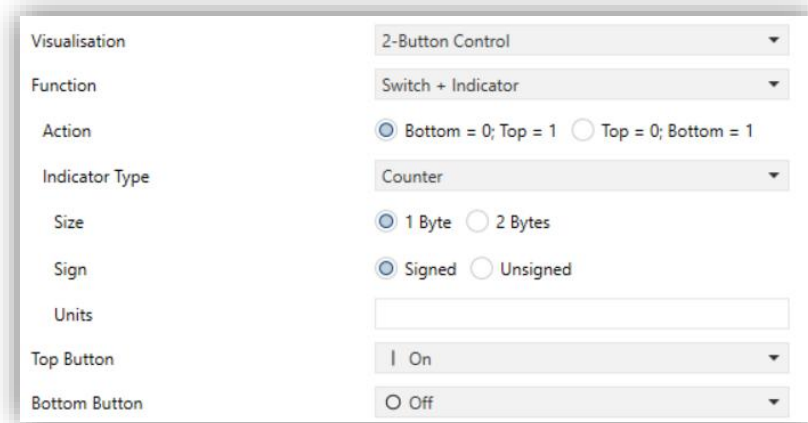 Visualisation 2-Button Control
Function Switch + Indicator
Action Bottom = 0; Top = 1 Top = 0; Bottom = 1
Indicator Type Counter
Size 1 Byte 2 Bytes
Sign Signed Unsigned
Units
Top Button On
Bottom Button Off